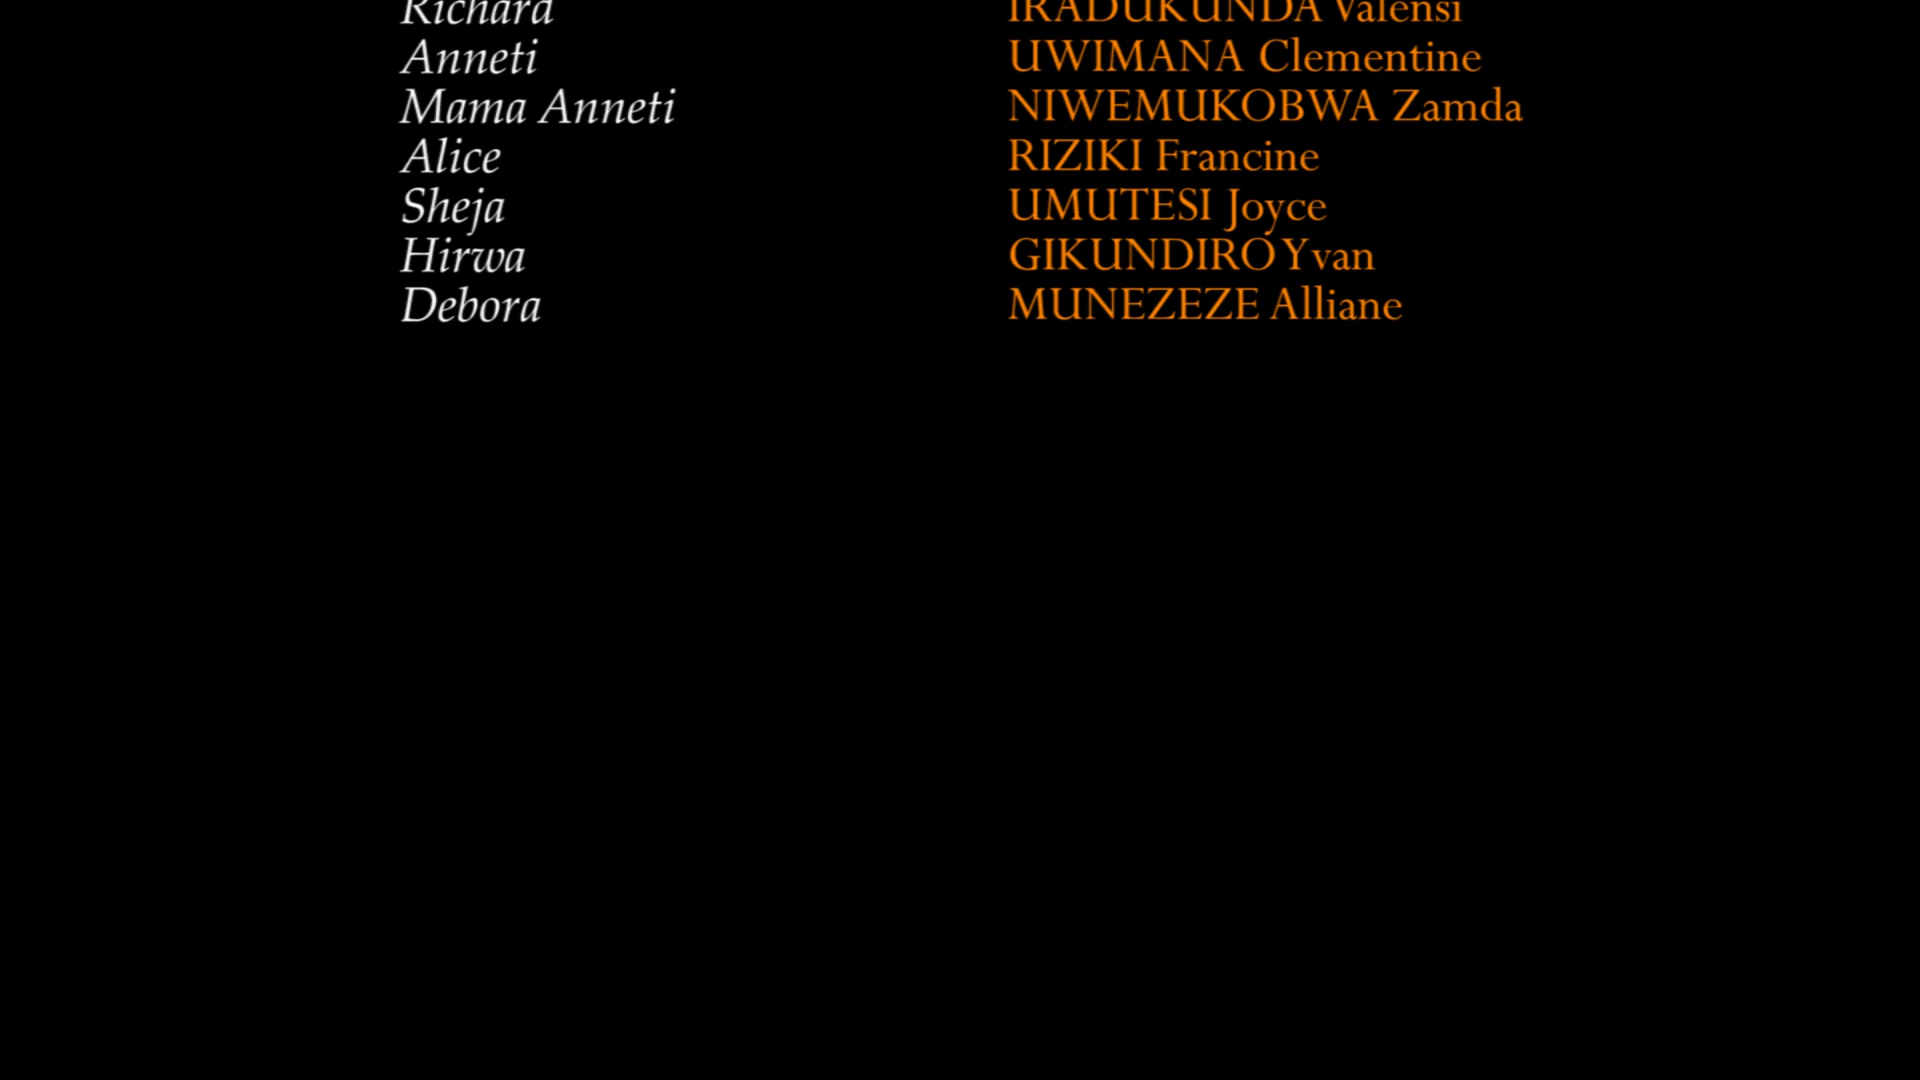 Richard IRADUKUNDA Valensi
Anneti UWIMANA Clementine
Mama Anneti NIWEMUKOBWA Zamda
Alice RIZIKI Francine
Sheja UMUTESI Joyce
Hirwa GIKUNDIRO Yvan
Debora MUNEZEZE Alliane